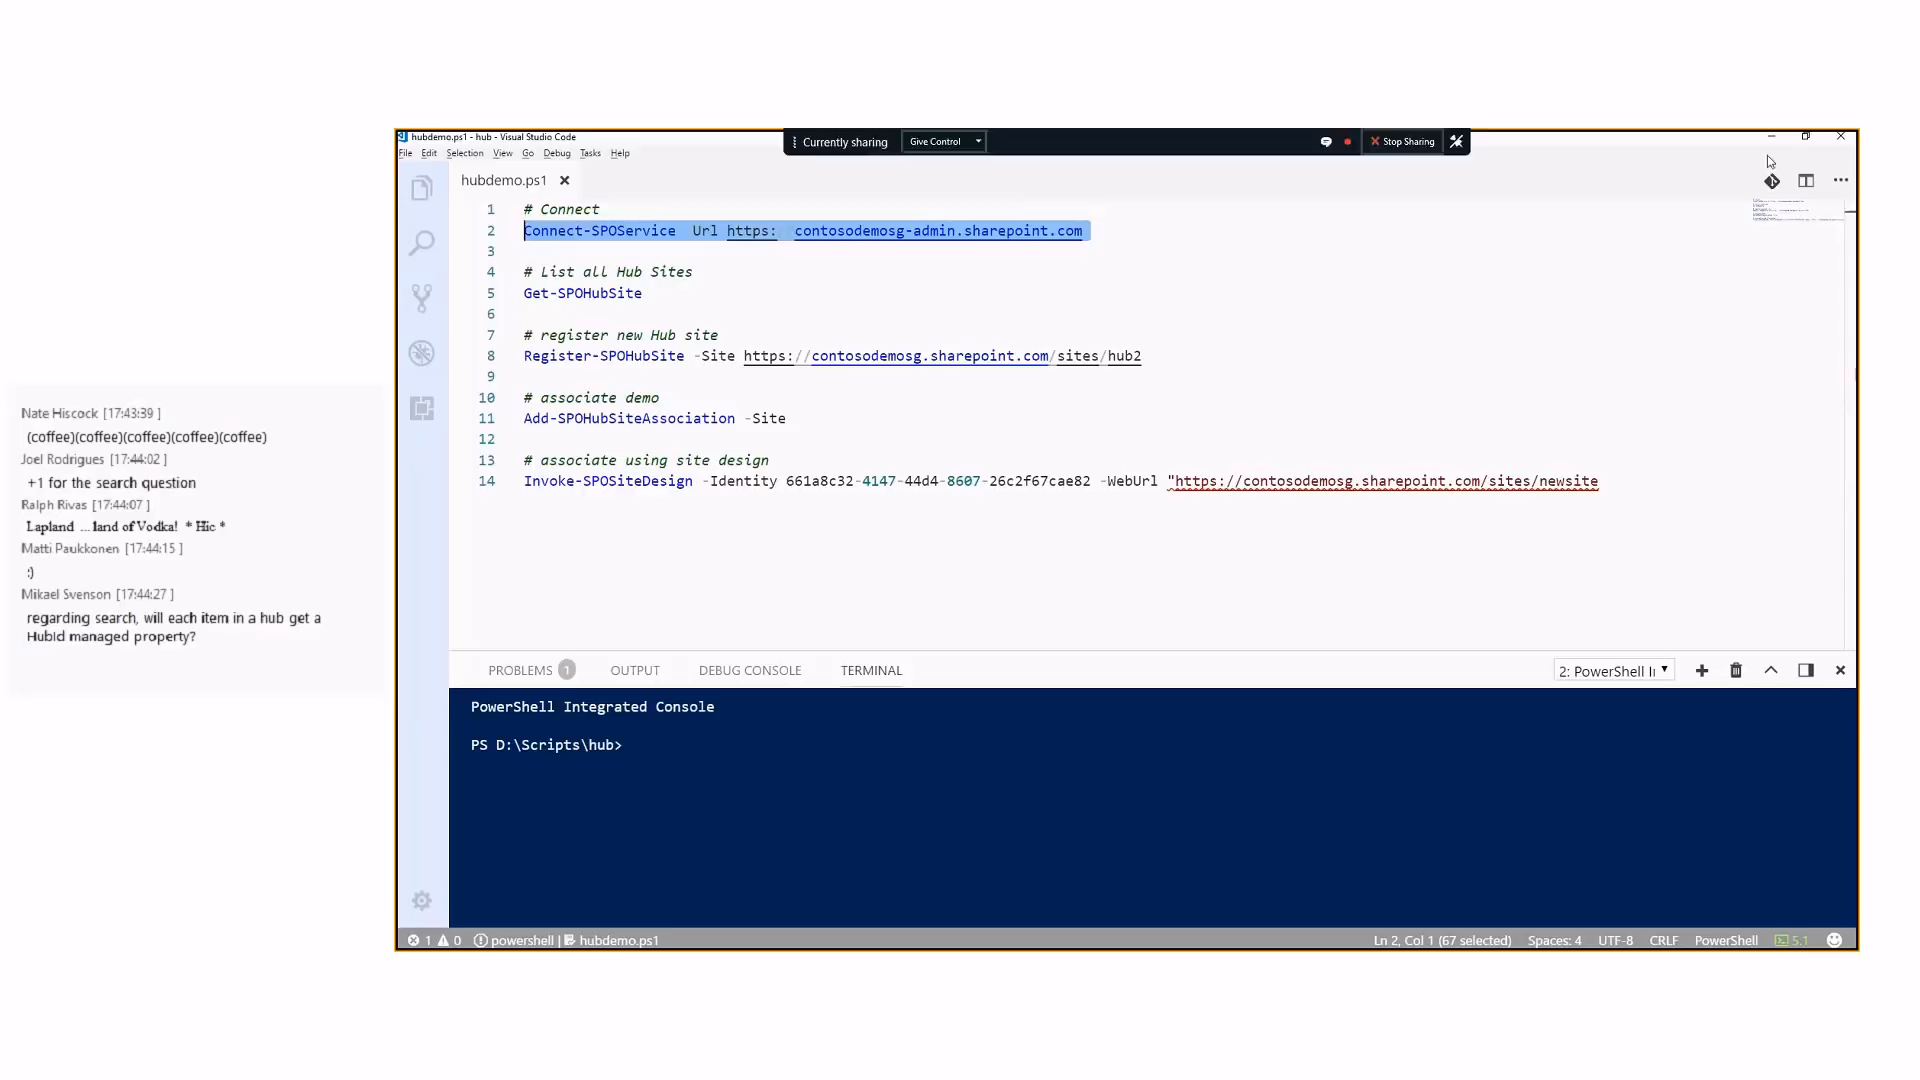 hubdemo.ps1 - hub - Visual Studio Code
Currently sharing
Give Control
Stop Sharing
File Edit Selection View Go Debug Tasks Help
hubdemo.ps1
1 # Connect
2 Connect-SPOService Url https: contosodemosg-admin.sharepoint.com
3
4 # List all Hub Sites
5 Get-SPOHubSite
6
7 # register new Hub site
8 Register-SPOHubSite -Site https://contosodemosg.sharepoint.com/sites/hub2
9
10 # associate demo
11 Add-SPOHubSiteAssociation -Site
12
13 # associate using site design
14 Invoke-SPOSiteDesign -Identity 661a8c32-4147-44d4-8607-26c2f67cae82 -WebUrl "https://contosodemosg.sharepoint.com/sites/newsite
Nate Hiscock [17:43:39 ]
(coffee)(coffee)(coffee)(coffee)(coffee)
Joel Rodrigues [17:44:02 ]
+1 for the search question
Ralph Rivas [17:44:07 ]
Lapland ... land of Vodka! * Hic *
Matti Paukkonen [17:44:15 ]
:)
Mikael Svenson [17:44:27 ]
regarding search, will each item in a hub get a
HubId managed property?
PROBLEMS 1 OUTPUT DEBUG CONSOLE TERMINAL
2: PowerShell I
PowerShell Integrated Console
PS D:\Scripts\hub>
1 0 powershell | hubdemo.ps1
Ln 2, Col 1 (67 selected) Spaces: 4 UTF-8 CRLF PowerShell 5.1